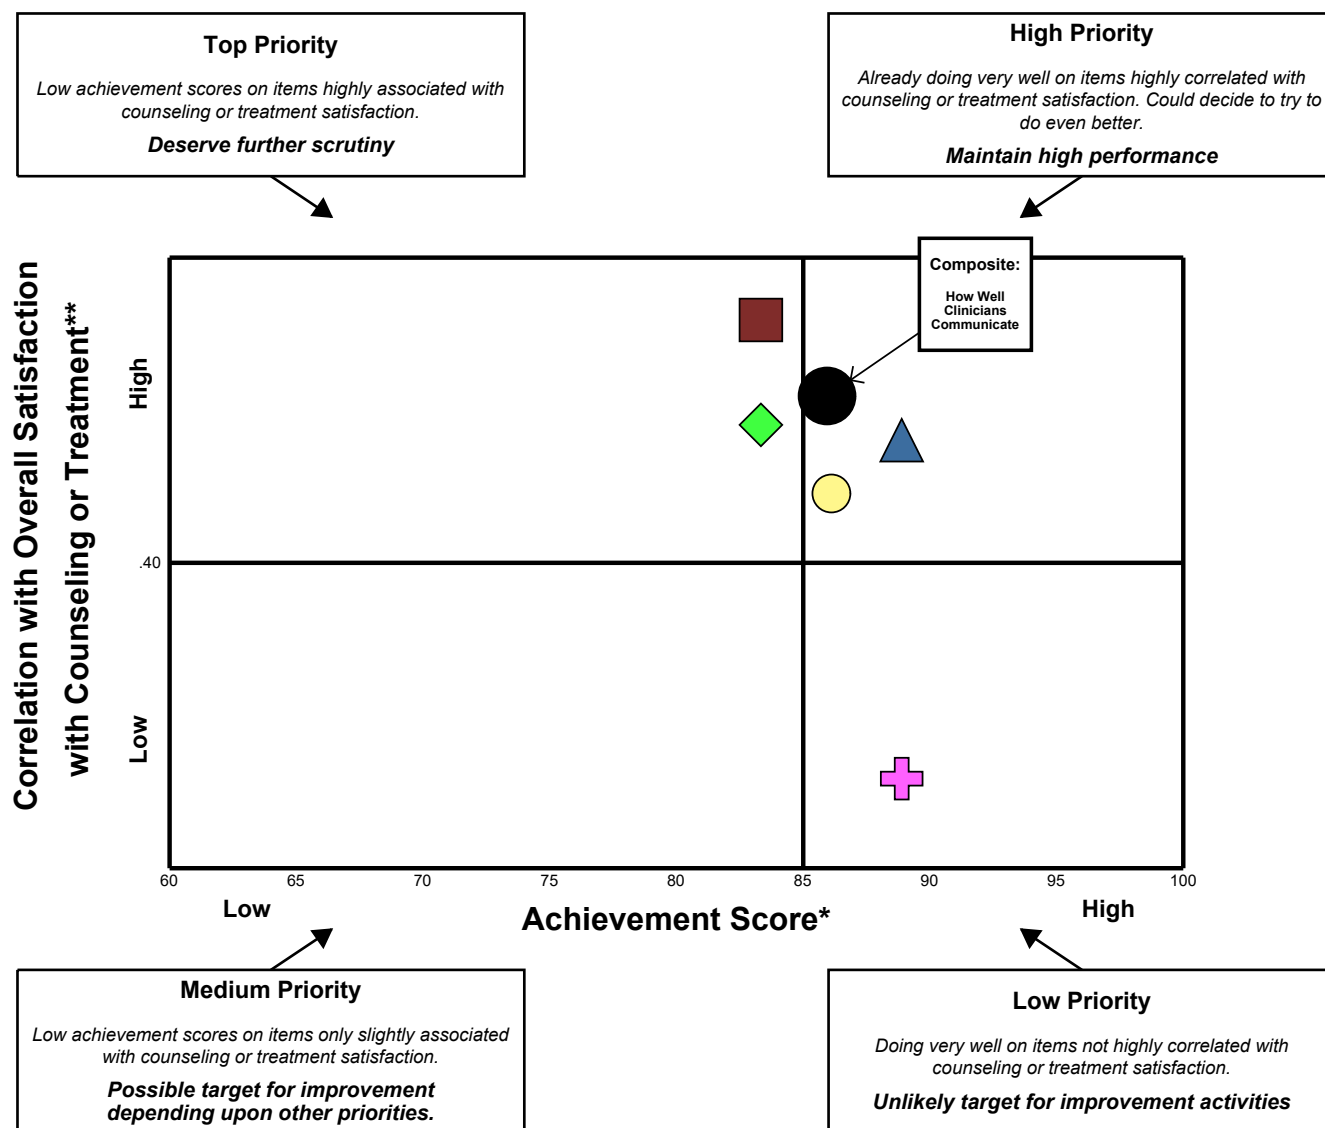 Top Priority
Low achievement scores on items highly associated with
counseling or treatment satisfaction.
Deserve further scrutiny
High Priority
Already doing very well on items highly correlated with
counseling or treatment satisfaction. Could decide to try to
do even better.
Maintain high performance
Composite:
How Well
Clinicians
Communicate
Correlation with Overall Satisfaction
with Counseling or Treatment**
High
.40
Low
60 65 70 75 80 85 90 95 100
Low
Achievement Score*
High
Medium Priority
Low achievement scores on items only slightly associated
with counseling or treatment satisfaction.
Possible target for improvement
depending upon other priorities.
Low Priority
Doing very well on items not highly correlated with
counseling or treatment satisfaction.
Unlikely target for improvement activities